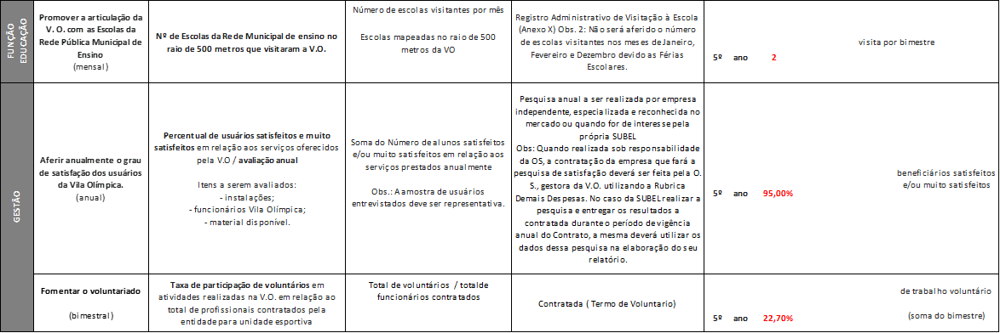 FUNÇÃO
EDUCAÇÃO
Promover a articulação da
V. O. com as Escolas da
Rede Pública Municipal de
Ensino
(mensal)
Nº de Escolas da Rede Municipal de ensino no
raio de 500 metros que visitaram a V.O.
Número de escolas visitantes por mês
Escolas mapeadas no raio de 500
metros da VO
Registro Administrativo de Visitação à Escola
(Anexo X) Obs. 2: Não será aferido o número
de escolas visitantes nos meses de Janeiro,
Fevereiro e Dezembro devido as Férias
Escolares.
5º ano 2
visita por bimestre
GESTÃO
Aferir anualmente o grau
de satisfação dos usuários
da Vila Olímpica.
(anual)
Percentual de usuários satisfeitos e muito
satisfeitos em relação aos serviços oferecidos
pela V.O / avaliação anual
Itens a serem avaliados:
- instalações;
- funcionários Vila Olímpica;
- material disponível.
Soma do Número de alunos satisfeitos
e/ou muito satisfeitos em relação aos
serviços prestados anualmente
Obs.: A amostra de usuários
entrevistados deve ser representativa.
Pesquisa anual a ser realizada por empresa
independente, especializada e reconhecida no
mercado ou quando for de interesse pela
própria SUBEL
Obs: Quando realizada sob responsabilidade
da OS, a contratação da empresa que fará a
pesquisa de satisfação deverá ser feita pela O.
S., gestora da V.O. utilizando a Rubrica
Demais Despesas. No caso da SUBEL realizar a
pesquisa e entregar os resultados a
contratada durante o período de vigência
anual do Contrato, a mesma deverá utilizar os
dados dessa pesquisa na elaboração do seu
relatório.
5º ano 95,00%
beneficiários satisfeitos
e/ou muito satisfeitos
Fomentar o voluntariado
(bimestral)
Taxa de participação de voluntários em
atividades realizadas na V.O. em relação ao
total de profissionais contratados pela
entidade para unidade esportiva
Total de voluntários / total de
funcionários contratados
Contratada ( Termo de Voluntario)
5º ano 22,70%
de trabalho voluntário
(soma do bimestre)